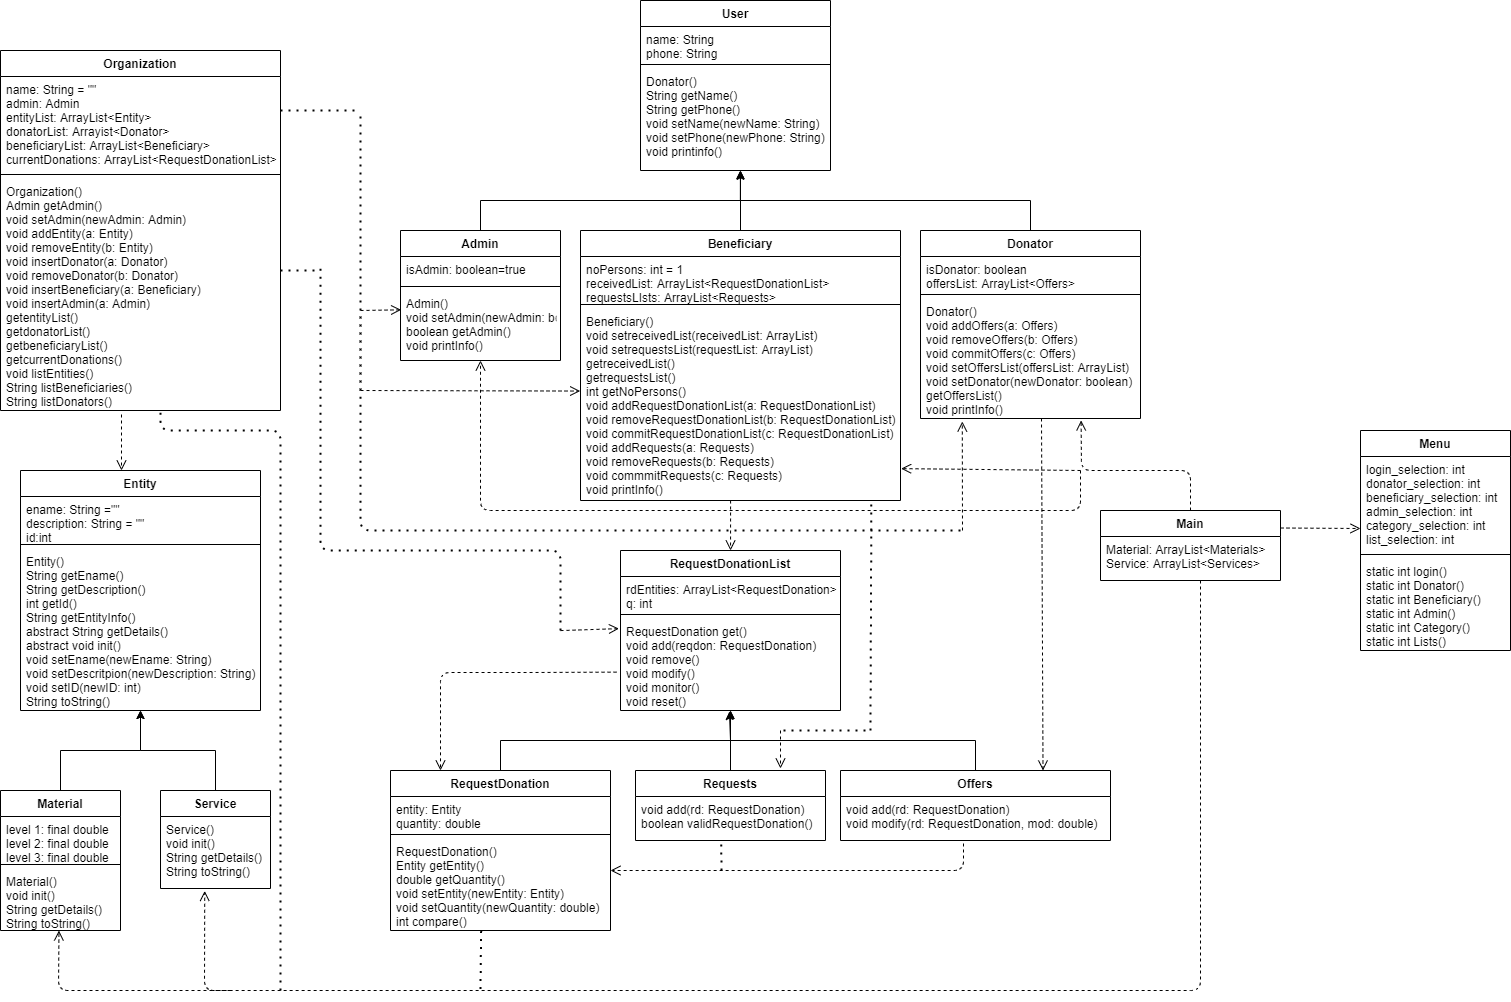 User
name: String
phone: String
Donator()
String getName()
String getPhone()
void setName(newName: String)
void setPhone(newPhone: String)
void printinfo()
Organization
name: String = ""
admin: Admin
entityList: ArrayList<Entity>
donatorList: Arrayist<Donator>
beneficiaryList: ArrayList<Beneficiary>
currentDonations: ArrayList<RequestDonationList>
Organization()
Admin getAdmin()
void setAdmin(newAdmin: Admin)
void addEntity(a: Entity)
void removeEntity(b: Entity)
void insertDonator(a: Donator)
void removeDonator(b: Donator)
void insertBeneficiary(a: Beneficiary)
void insertAdmin(a: Admin)
getentityList()
getdonatorList()
getbeneficiaryList()
getcurrentDonations()
void listEntities()
String listBeneficiaries()
String listDonators()
Admin
isAdmin: boolean=true
Admin()
void setAdmin(newAdmin: b
boolean getAdmin()
void printInfo()
Beneficiary
noPersons: int = 1
receivedList: ArrayList<RequestDonationList>
requestsLIsts: ArrayList<Requests>
Beneficiary()
void setreceivedList(receivedList: ArrayList)
void setrequestsList(requestList: ArrayList)
getreceivedList()
getrequestsList()
int getNoPersons()
void addRequestDonationList(a: RequestDonationList)
void removeRequestDonationList(b: RequestDonationList)
void commitRequestDonationList(c: RequestDonationList)
void addRequests(a: Requests)
void removeRequests(b: Requests)
void commmitRequests(c: Requests)
void printInfo()
Donator
isDonator: boolean
offersList: ArrayList<Offers>
Donator()
void addOffers(a: Offers)
void removeOffers(b: Offers)
void commitOffers(c: Offers)
void setOffersList(offersList: ArrayList)
void setDonator(newDonator: boolean)
getOffersList()
void printInfo()
Menu
login_selection: int
donator_selection: int
beneficiary_selection: int
admin_selection: int
category_selection: int
list_selection: int
static int login()
static int Donator()
static int Beneficiary()
static int Admin()
static int Category()
static int Lists()
Main
Material: ArrayList<Materials>
Service: ArrayList<Services>
Entity
ename: String =""
description: String = ""
id:int
Entity()
String getEname()
String getDescription()
int getId()
String getEntityInfo()
abstract String getDetails()
abstract void init()
void setEname(newEname: String)
void setDescritpion(newDescription: String)
void setID(newID: int)
String toString()
RequestDonationList
rdEntities: ArrayList<RequestDonation>
q: int
RequestDonation get()
void add(reqdon: RequestDonation)
void remove()
void modify()
void monitor()
void reset()
Material
level 1: final double
level 2: final double
level 3: final double
Material()
void init()
String getDetails()
String toString()
Service
Service()
void init()
String getDetails()
String toString()
RequestDonation
entity: Entity
quantity: double
RequestDonation()
Entity getEntity()
double getQuantity()
void setEntity(newEntity: Entity)
void setQuantity(newQuantity: double)
int compare()
Requests
void add(rd: RequestDonation)
boolean validRequestDonation()
Offers
void add(rd: RequestDonation)
void modify(rd: RequestDonation, mod: double)